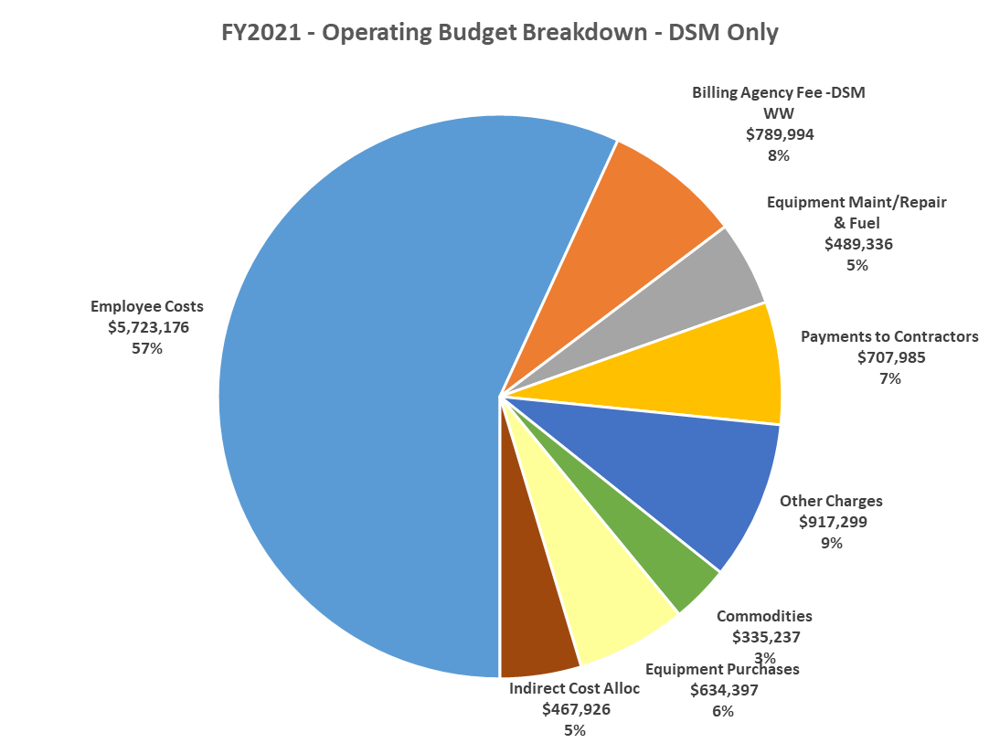 FY2021 - Operating Budget Breakdown - DSM Only
Billing Agency Fee -DSM
WW
$789,994
8%
Equipment Maint/Repair
& Fuel
$489,336
5%
Employee Costs
$5,723,176
57%
Payments to Contractors
$707,985
7%
Other Charges
$917,299
9%
Commodities
$335,237
3%
Equipment Purchases
$634,397
6%
Indirect Cost Alloc
$467,926
5%